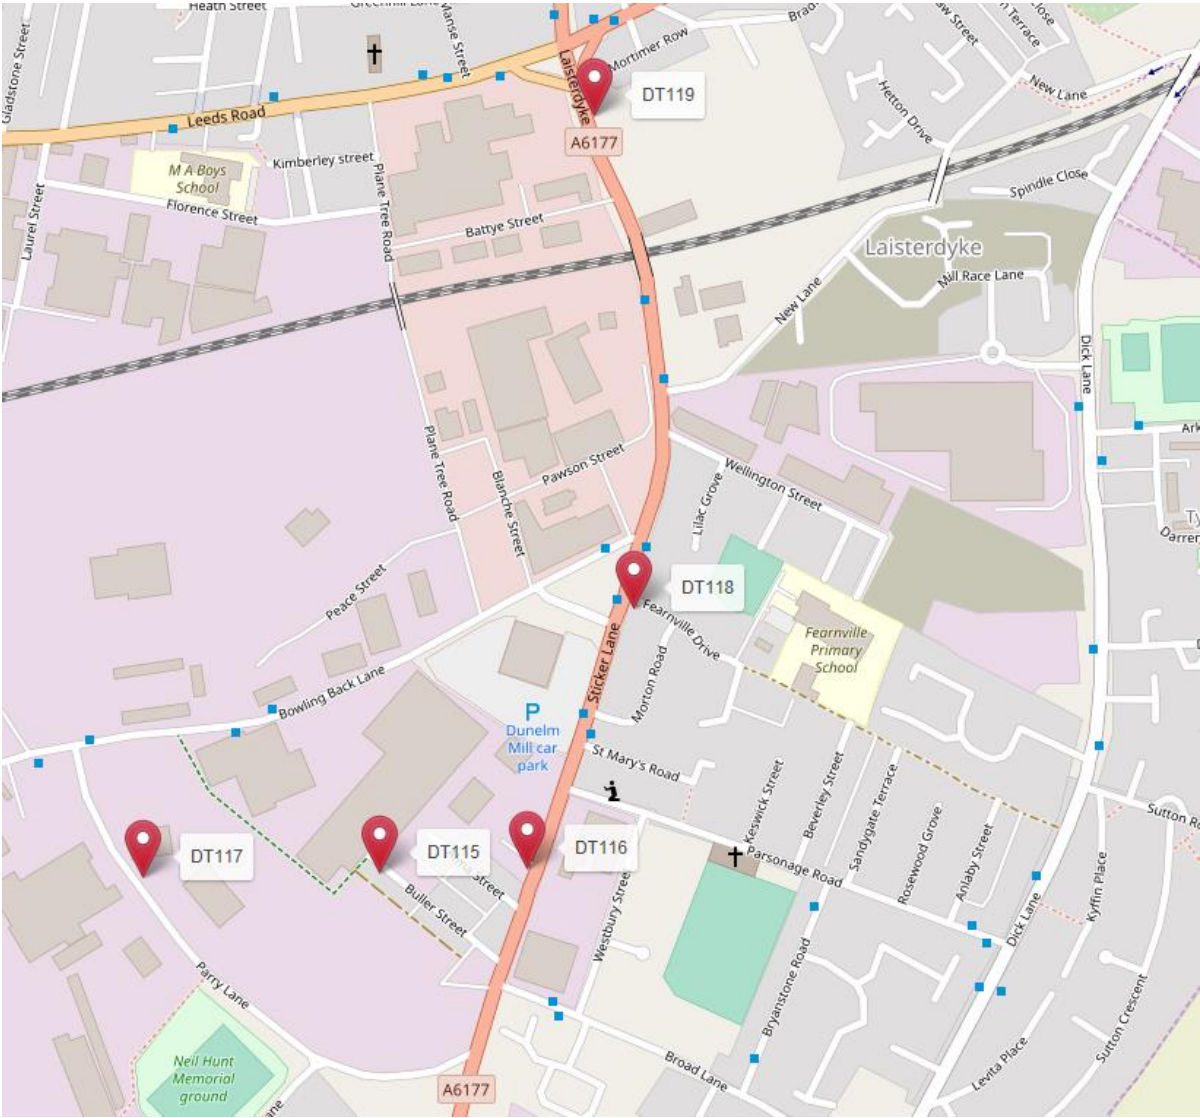 Heath Street
Manse Street
Gladstone Street
Leeds Road
Laisterdyke
Mortimer Row
DT119
A6177
Hetton Drive
New Lane
M A Boys
School
Kimberley street
Florence Street
Plane Tree Road
Laurel Street
Battye Street
Spindle Close
Laisterdyke
Mill Race Lane
New Lane
Dick Lane
Plane Tree Road
Blanche Street
Pawson Street
Wellington Street
Lilac Grove
Peace Street
DT118
Fearnville Drive
Fearnville
Primary
School
Sticker Lane
Morton Road
Bowling Back Lane
P
Dunelm
Mill car
park
St Mary's Road
Keswick Street
Beverley Street
Sandygate Terrace
Rosewood Grove
Anlaby Street
Parsonage Road
DT117
DT115
DT116
Buller Street
Westbury Street
Bryanstone Road
Dick Lane
Kyffin Place
Sutton Crescent
Levita Place
Parry Lane
Neil Hunt
Memorial
ground
Broad Lane
A6177